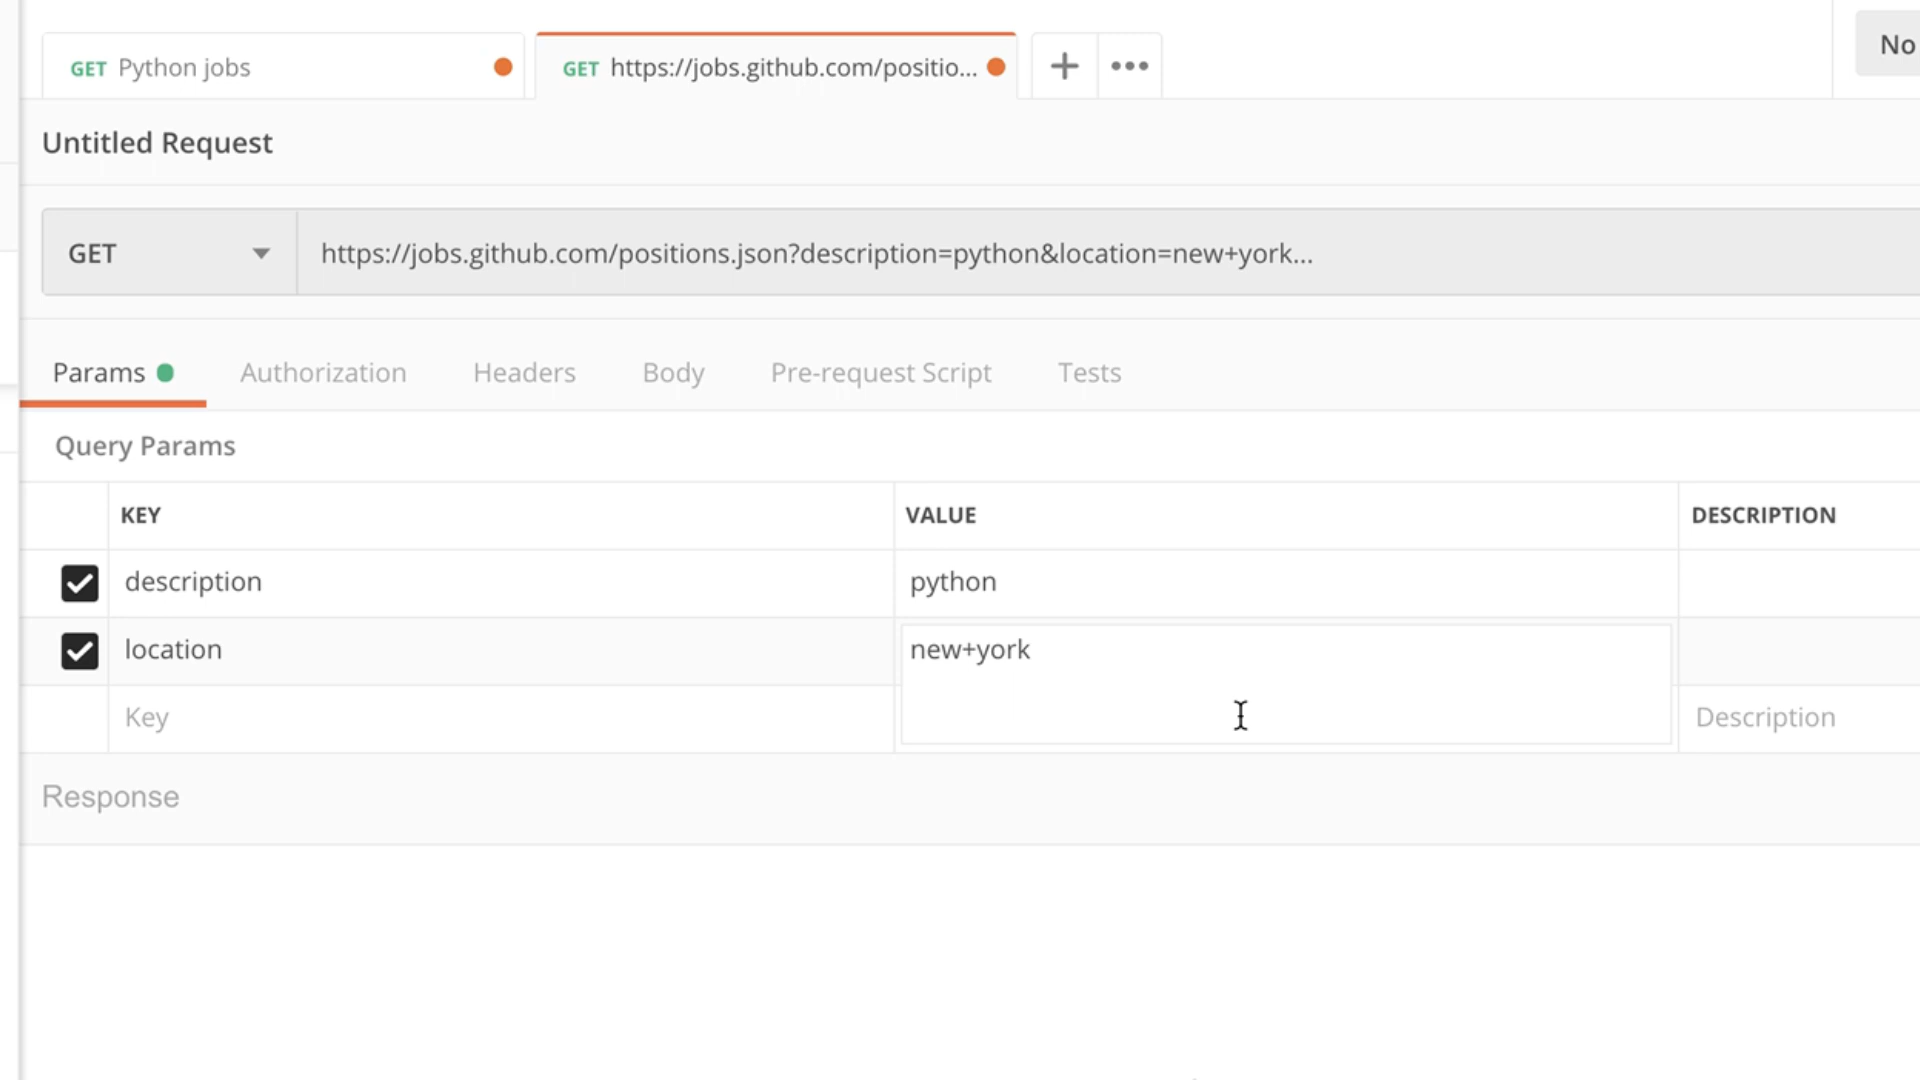 GET Python jobs
GET https://jobs.github.com/positio...
No
Untitled Request
GET https://jobs.github.com/positions.json?description=python&location=new+york...
Params Authorization Headers Body Pre-request Script Tests
Query Params
KEY VALUE DESCRIPTION
description python
location new+york
Key Description
Response